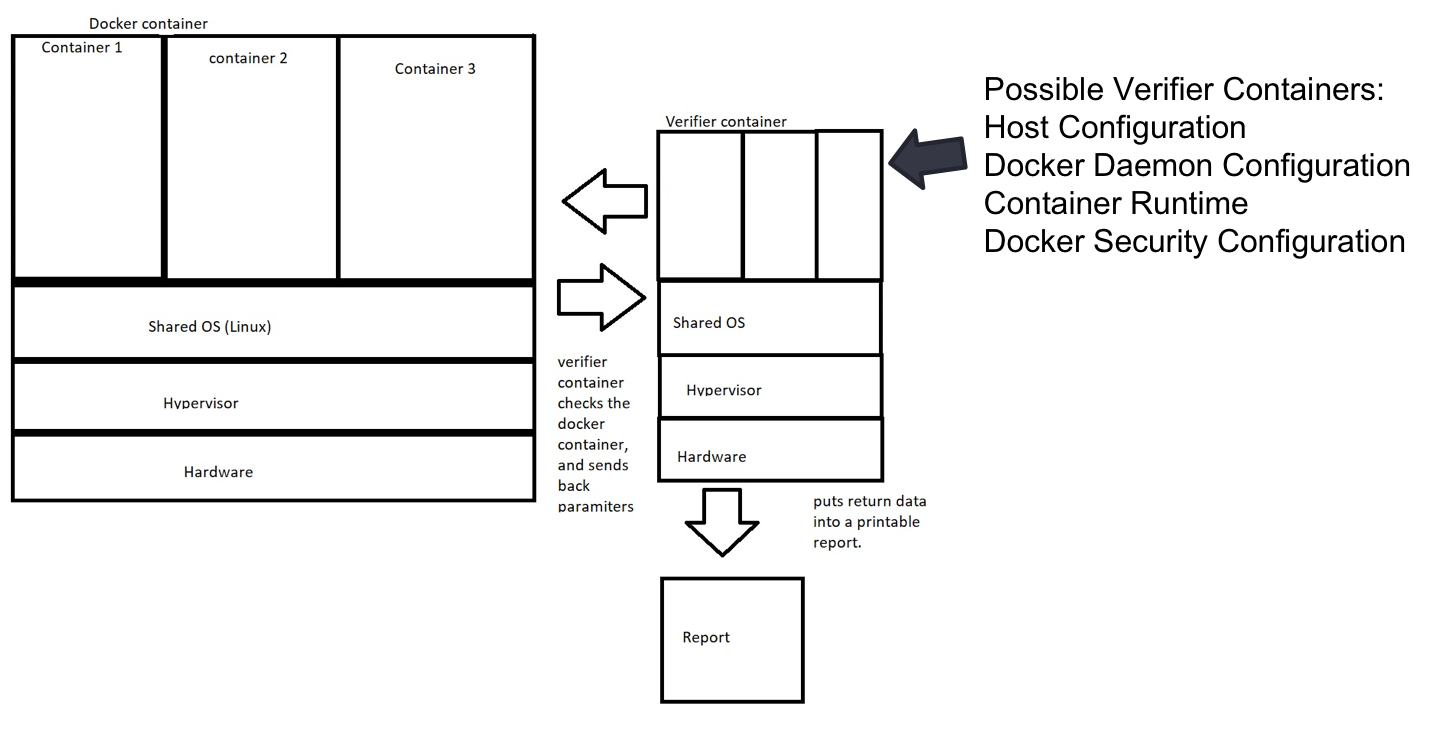 Docker container
Container 1
container 2
Container 3
Shared OS (Linux)
Hypervisor
Hardware
verifier
container
checks the
docker
container,
and sends
back
paramiters
Verifier container
Shared OS
Hypervisor
Hardware
puts return data
into a printable
report.
Report
Possible Verifier Containers:
Host Configuration
Docker Daemon Configuration
Container Runtime
Docker Security Configuration